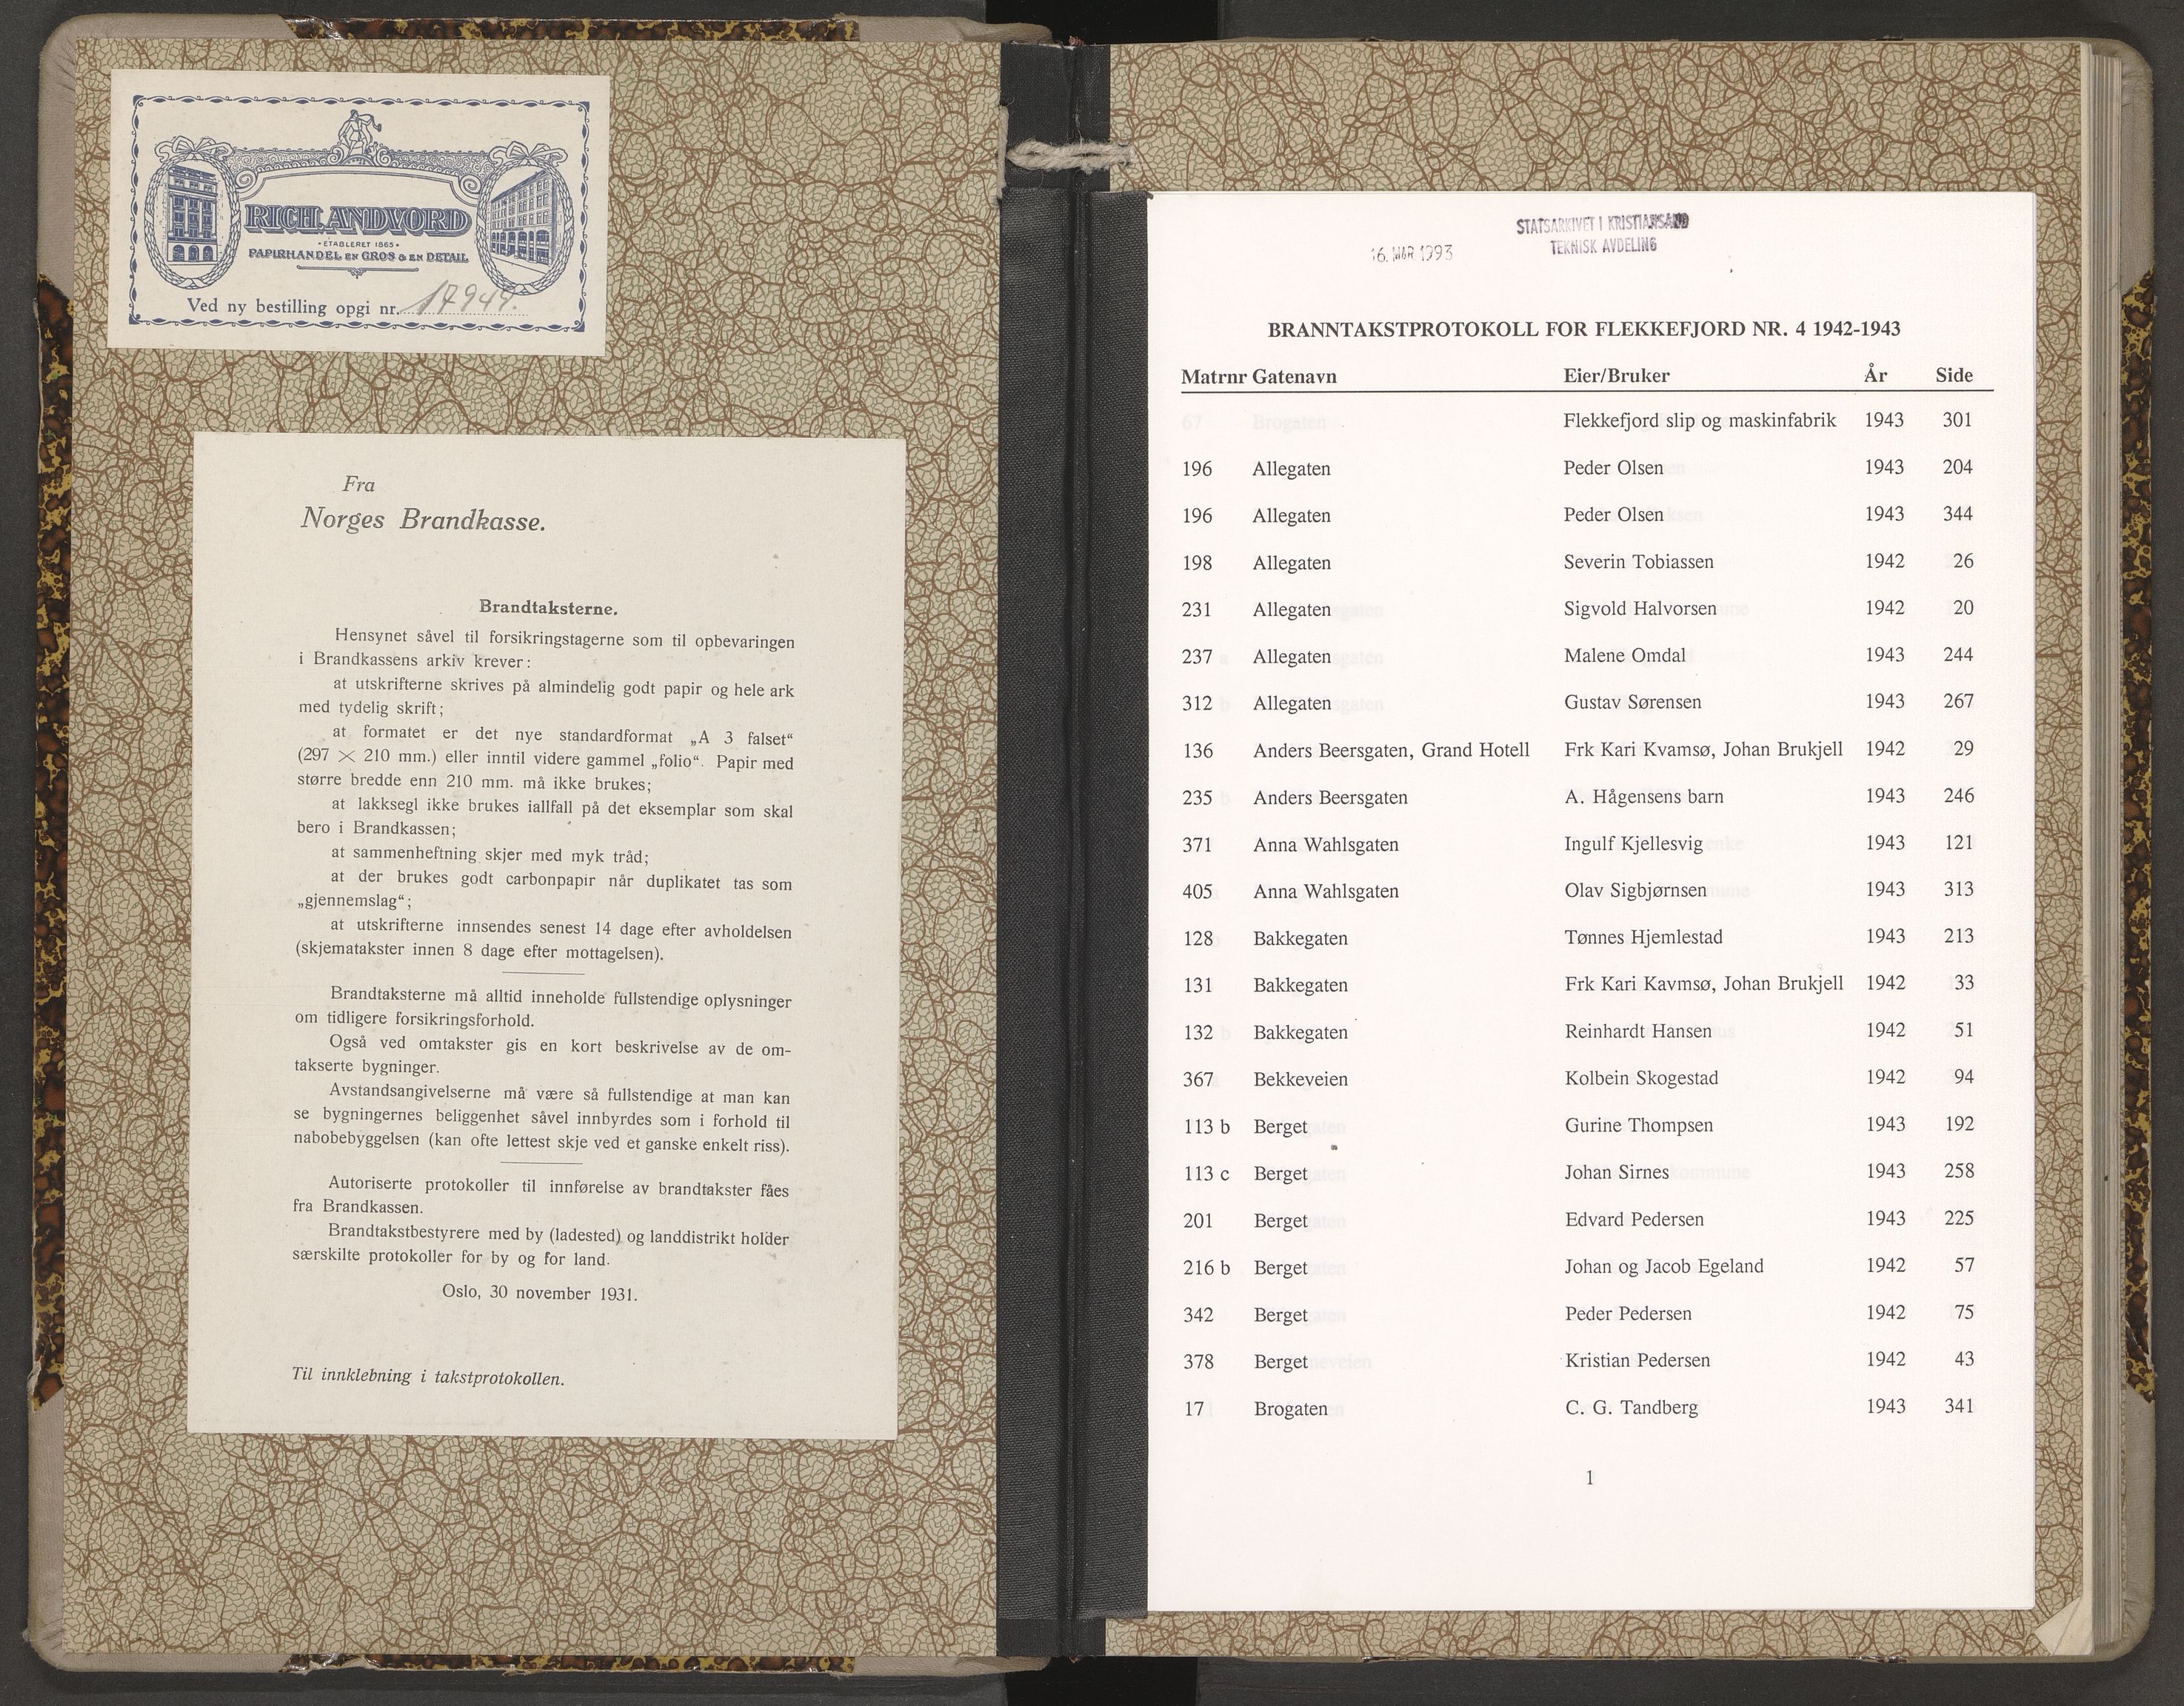 RICH. ANDVORD
• ETABLERET 1865 •
PAPIRHANDEL EN GROS & EN DETAIL
Ved ny bestilling opgi nr. 17949.
Fra
Norges Brandkasse.
Brandtaksterne.
Hensynet såvel til forsikringstagerne som til opbevaringen
i Brandkassens arkiv krever:
at utskrifterne skrives på almindelig godt papir og hele ark
med tydelig skrift;
at formatet er det nye standardformat „A 3 falset“
(297 × 210 mm.) eller inntil videre gammel „folio“. Papir med
større bredde enn 210 mm. må ikke brukes;
at lakksegl ikke brukes iallfall på det eksemplar som skal
bero i Brandkassen;
at sammenheftning skjer med myk tråd;
at der brukes godt carbonpapir når duplikatet tas som
„gjennemslag“;
at utskrifterne innsendes senest 14 dage efter avholdelsen
(skjematakster innen 8 dage efter mottagelsen).
Brandtaksterne må alltid inneholde fullstendige oplysninger
om tidligere forsikringsforhold.
Også ved omtakster gis en kort beskrivelse av de om-
takserte bygninger.
Avstandsangivelserne må være så fullstendige at man kan
se bygningernes beliggenhet såvel innbyrdes som i forhold til
nabobebyggelsen (kan ofte lettest skje ved et ganske enkelt riss).
Autoriserte protokoller til innførelse av brandtakster fåes
fra Brandkassen.
Brandtakstbestyrere med by (ladested) og landdistrikt holder
særskilte protokoller for by og for land.
Oslo, 30 november 1931.
Til innklebning i takstprotokollen.
STATSARKIVET I KRISTIANSAND
TEKNISK AVDELING
16. MAR. 1993
BRANNTAKSTPROTOKOLL FOR FLEKKEFJORD NR. 4 1942-1943
Matrnr Gatenavn Eier/Bruker År Side
Flekkefjord slip og maskinfabrik 1943 301
196 Allegaten Peder Olsen 1943 204
196 Allegaten Peder Olsen 1943 344
198 Allegaten Severin Tobiassen 1942 26
231 Allegaten Sigvold Halvorsen 1942 20
237 Allegaten Malene Omdal 1943 244
312 Allegaten Gustav Sørensen 1943 267
136 Anders Beersgaten, Grand Hotell Frk Kari Kvamsø, Johan Brukjell 1942 29
235 Anders Beersgaten A. Hågensens barn 1943 246
371 Anna Wahlsgaten Ingulf Kjellesvig 1943 121
405 Anna Wahlsgaten Olav Sigbjørnsen 1943 313
128 Bakkegaten Tønnes Hjemlestad 1943 213
131 Bakkegaten Frk Kari Kavmsø, Johan Brukjell 1942 33
132 Bakkegaten Reinhardt Hansen 1942 51
367 Bekkeveien Kolbein Skogestad 1942 94
113 b Berget Gurine Thompsen 1943 192
113 c Berget Johan Sirnes 1943 258
201 Berget Edvard Pedersen 1943 225
216 b Berget Johan og Jacob Egeland 1942 57
342 Berget Peder Pedersen 1942 75
378 Berget Kristian Pedersen 1942 43
17 Brogaten C. G. Tandberg 1943 341
1